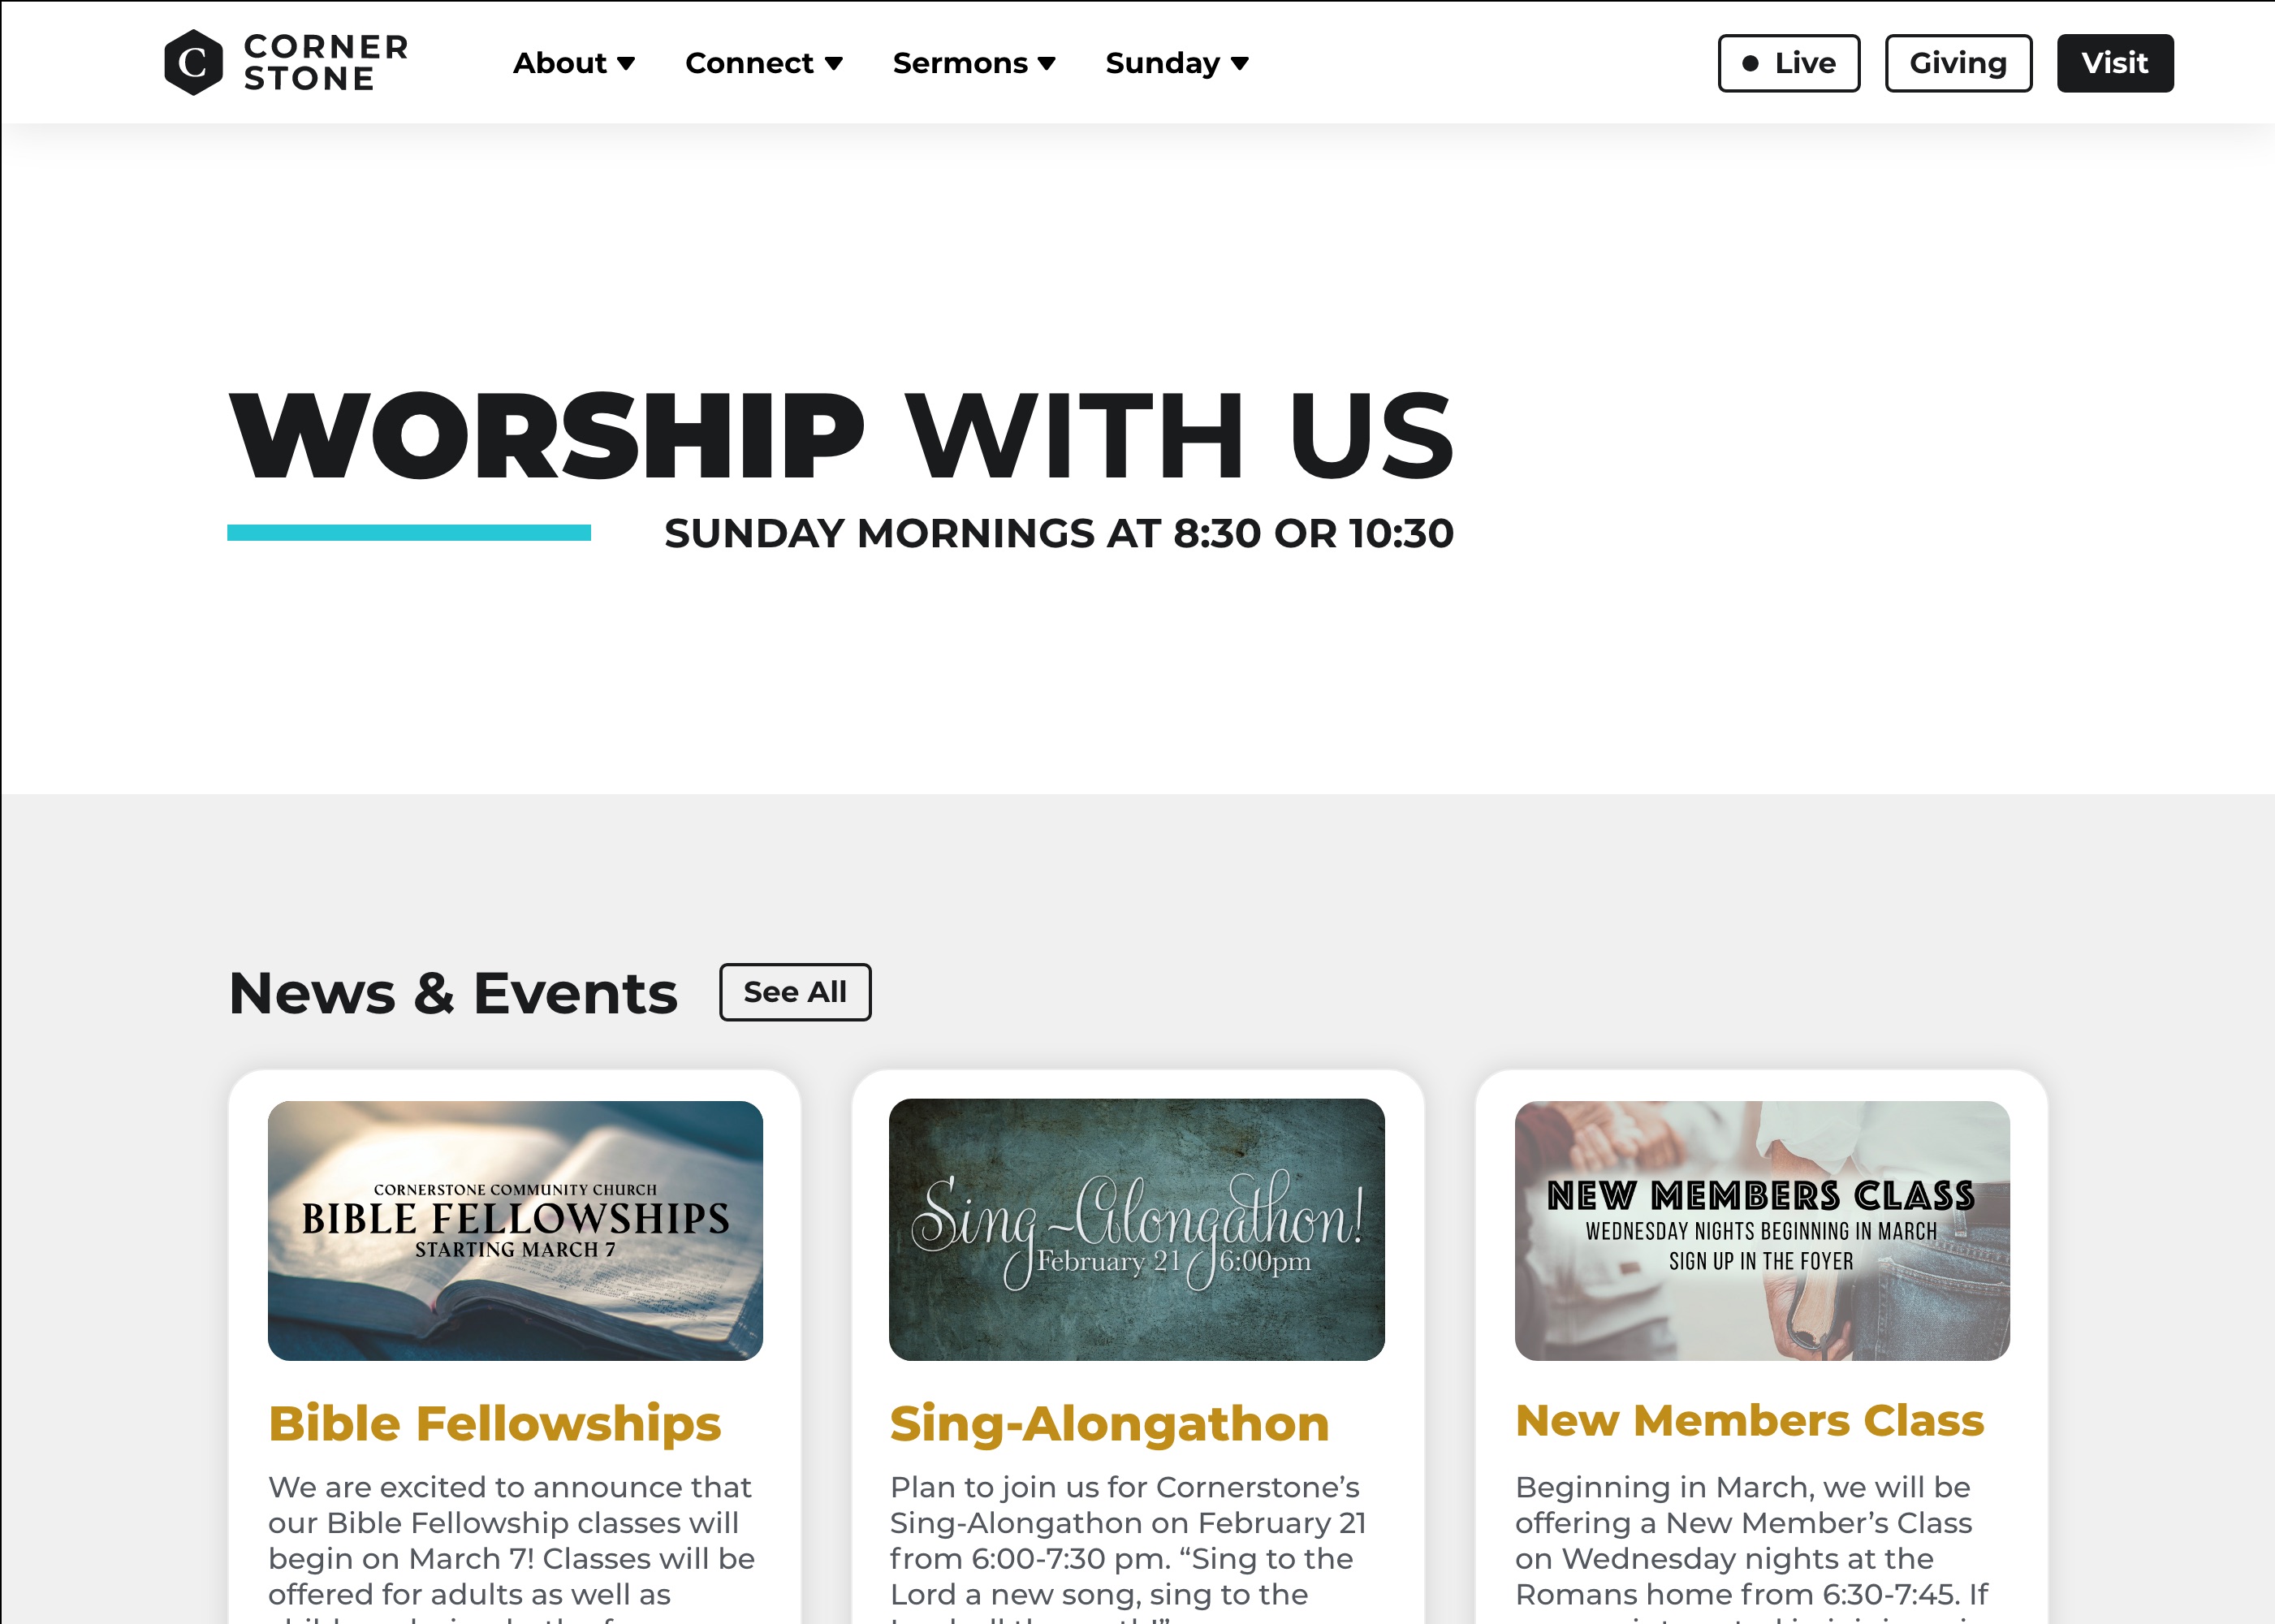 C
CORNER
STONE
About
Connect
Sermons
Sunday
Live
Giving
Visit
WORSHIP WITH US
SUNDAY MORNINGS AT 8:30 OR 10:30
News & Events
See All
CORNERSTONE COMMUNITY CHURCH
BIBLE FELLOWSHIPS
STARTING MARCH 7
Bible Fellowships
We are excited to announce that
our Bible Fellowship classes will
begin on March 7! Classes will be
offered for adults as well as
Sing~Alongathon!
February 21 6:00pm
Sing-Alongathon
Plan to join us for Cornerstone’s
Sing-Alongathon on February 21
from 6:00-7:30 pm. “Sing to the
Lord a new song, sing to the
NEW MEMBERS CLASS
WEDNESDAY NIGHTS BEGINNING IN MARCH
SIGN UP IN THE FOYER
New Members Class
Beginning in March, we will be
offering a New Member’s Class
on Wednesday nights at the
Romans home from 6:30-7:45. If